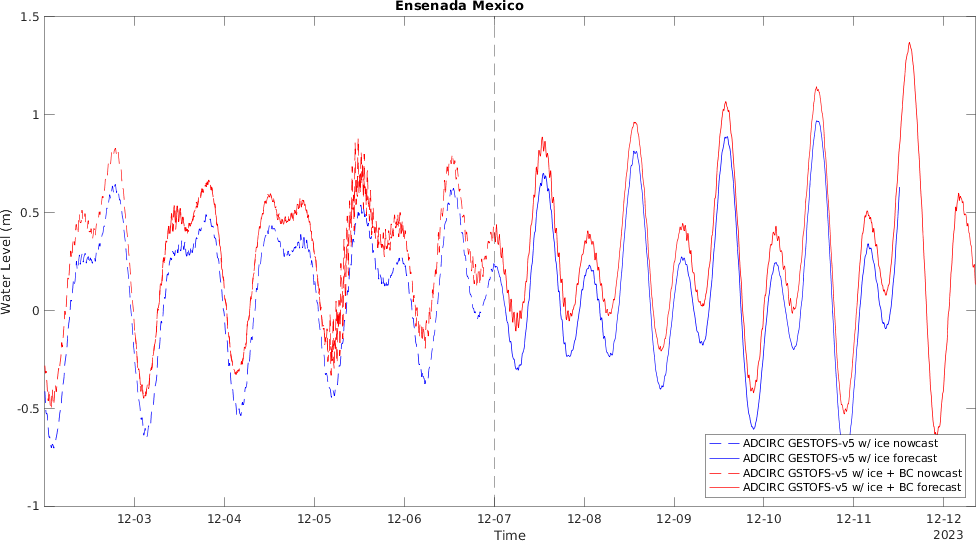 Ensenada Mexico
1.5
1
0.5
0
-0.5
-1
Water Level (m)
12-03
12-04
12-05
12-06
12-07
12-08
12-09
12-10
12-11
12-12
Time
2023
ADCIRC GESTOFS-v5 w/ ice nowcast
ADCIRC GESTOFS-v5 w/ ice forecast
ADCIRC GSTOFS-v5 w/ ice + BC nowcast
ADCIRC GSTOFS-v5 w/ ice + BC forecast